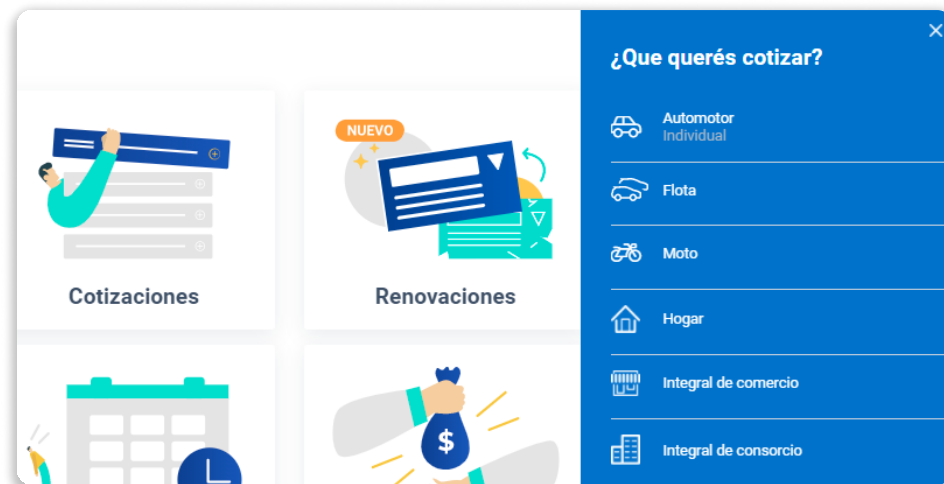 ¿Que querés cotizar?
Automotor
Individual
Flota
Moto
Hogar
Integral de comercio
Integral de consorcio
NUEVO
Cotizaciones
Renovaciones
$